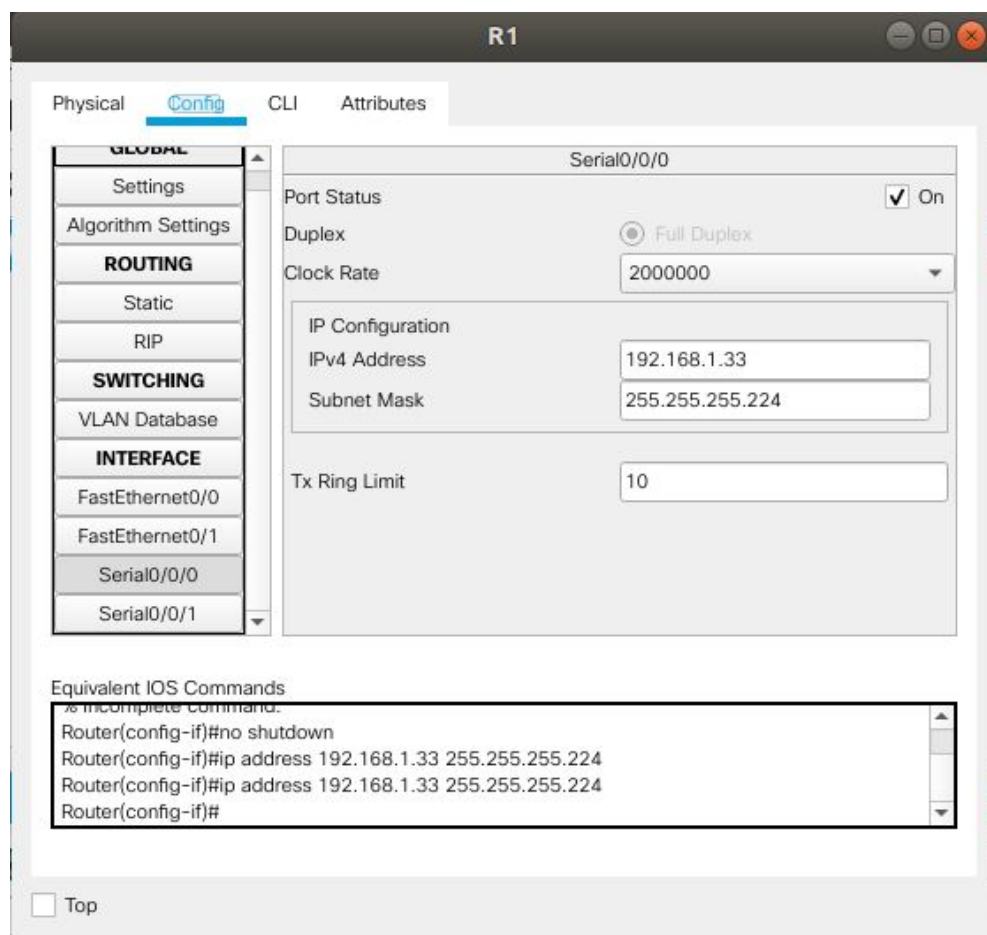 R1
Physical Config CLI Attributes
GLOBAL
Settings
Algorithm Settings
ROUTING
Static
RIP
SWITCHING
VLAN Database
INTERFACE
FastEthernet0/0
FastEthernet0/1
Serial0/0/0
Serial0/0/1
Serial0/0/0
Port Status On
Duplex Full Duplex
Clock Rate 2000000
IP Configuration
IPv4 Address 192.168.1.33
Subnet Mask 255.255.255.224
Tx Ring Limit 10
Equivalent IOS Commands
% Incomplete command.
Router(config-if)#no shutdown
Router(config-if)#ip address 192.168.1.33 255.255.255.224
Router(config-if)#ip address 192.168.1.33 255.255.255.224
Router(config-if)#
Top